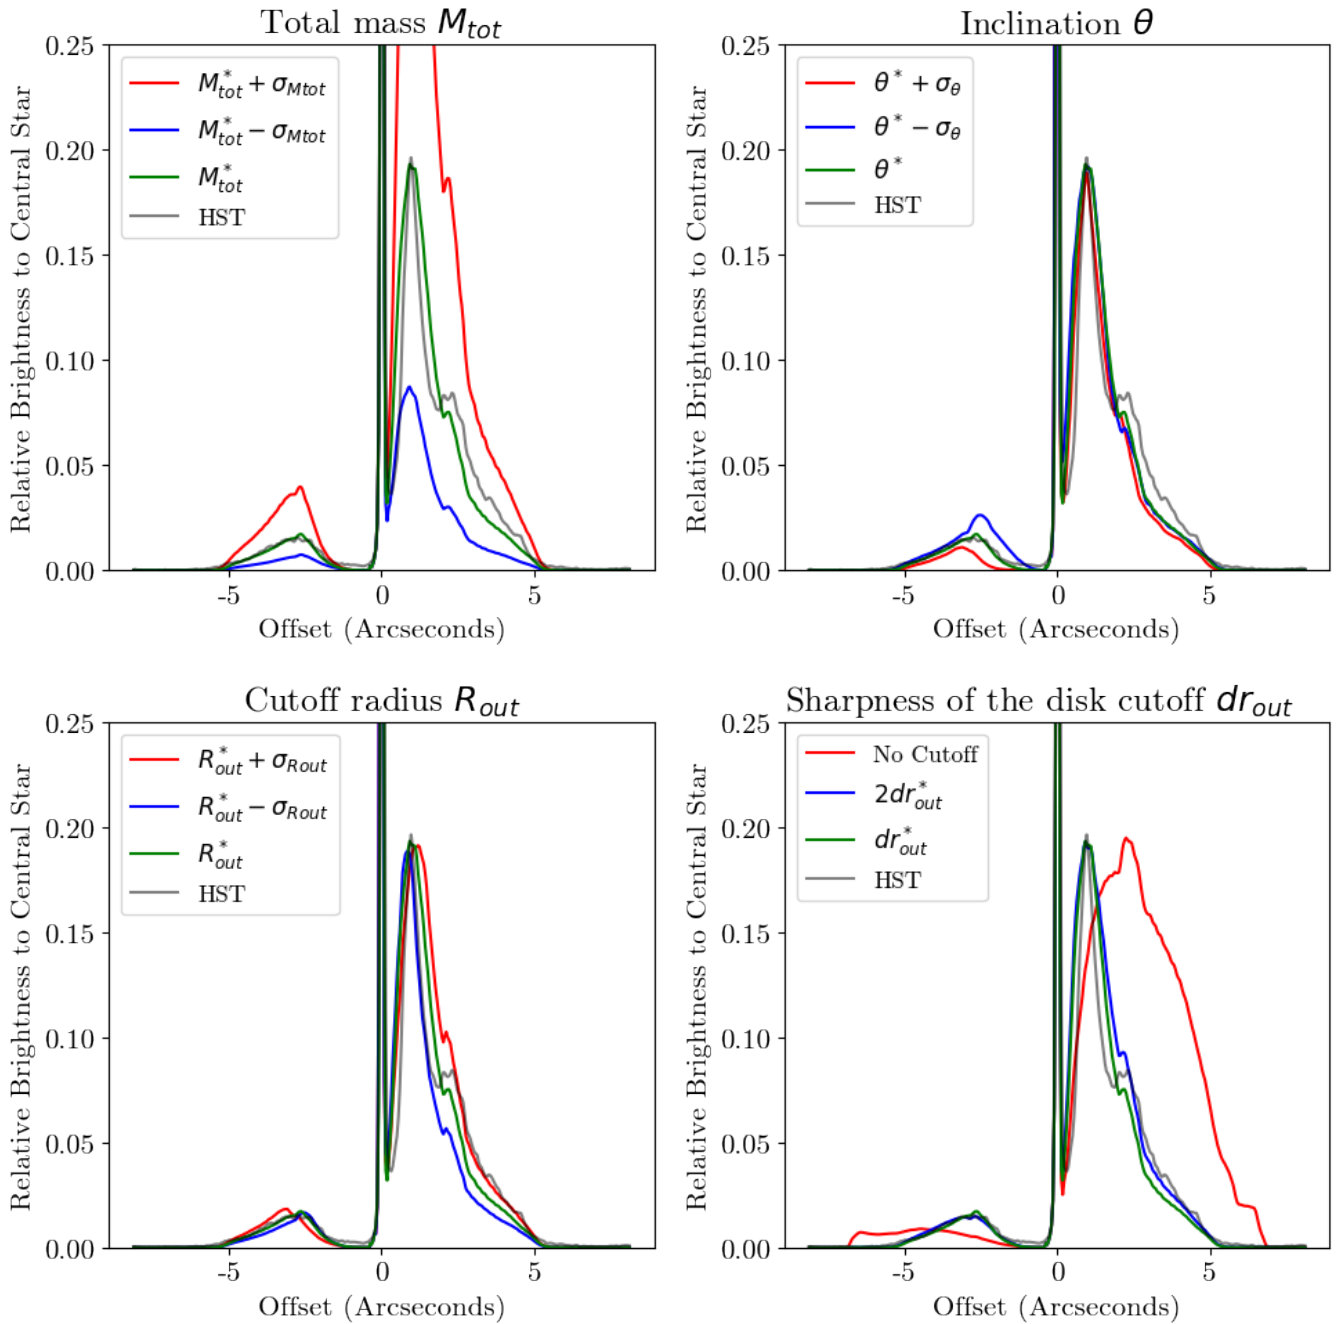 Total mass M_tot
Relative Brightness to Central Star
0.25
0.20
0.15
0.10
0.05
0.00
M*_tot + σ_Mtot
M*_tot − σ_Mtot
M*_tot
HST
-5 0 5
Offset (Arcseconds)
Inclination θ
Relative Brightness to Central Star
0.25
0.20
0.15
0.10
0.05
0.00
θ* + σ_θ
θ* − σ_θ
θ*
HST
-5 0 5
Offset (Arcseconds)
Cutoff radius R_out
Relative Brightness to Central Star
0.25
0.20
0.15
0.10
0.05
0.00
R*_out + σ_Rout
R*_out − σ_Rout
R*_out
HST
-5 0 5
Offset (Arcseconds)
Sharpness of the disk cutoff dr_out
Relative Brightness to Central Star
0.25
0.20
0.15
0.10
0.05
0.00
No Cutoff
2dr*_out
dr*_out
HST
-5 0 5
Offset (Arcseconds)